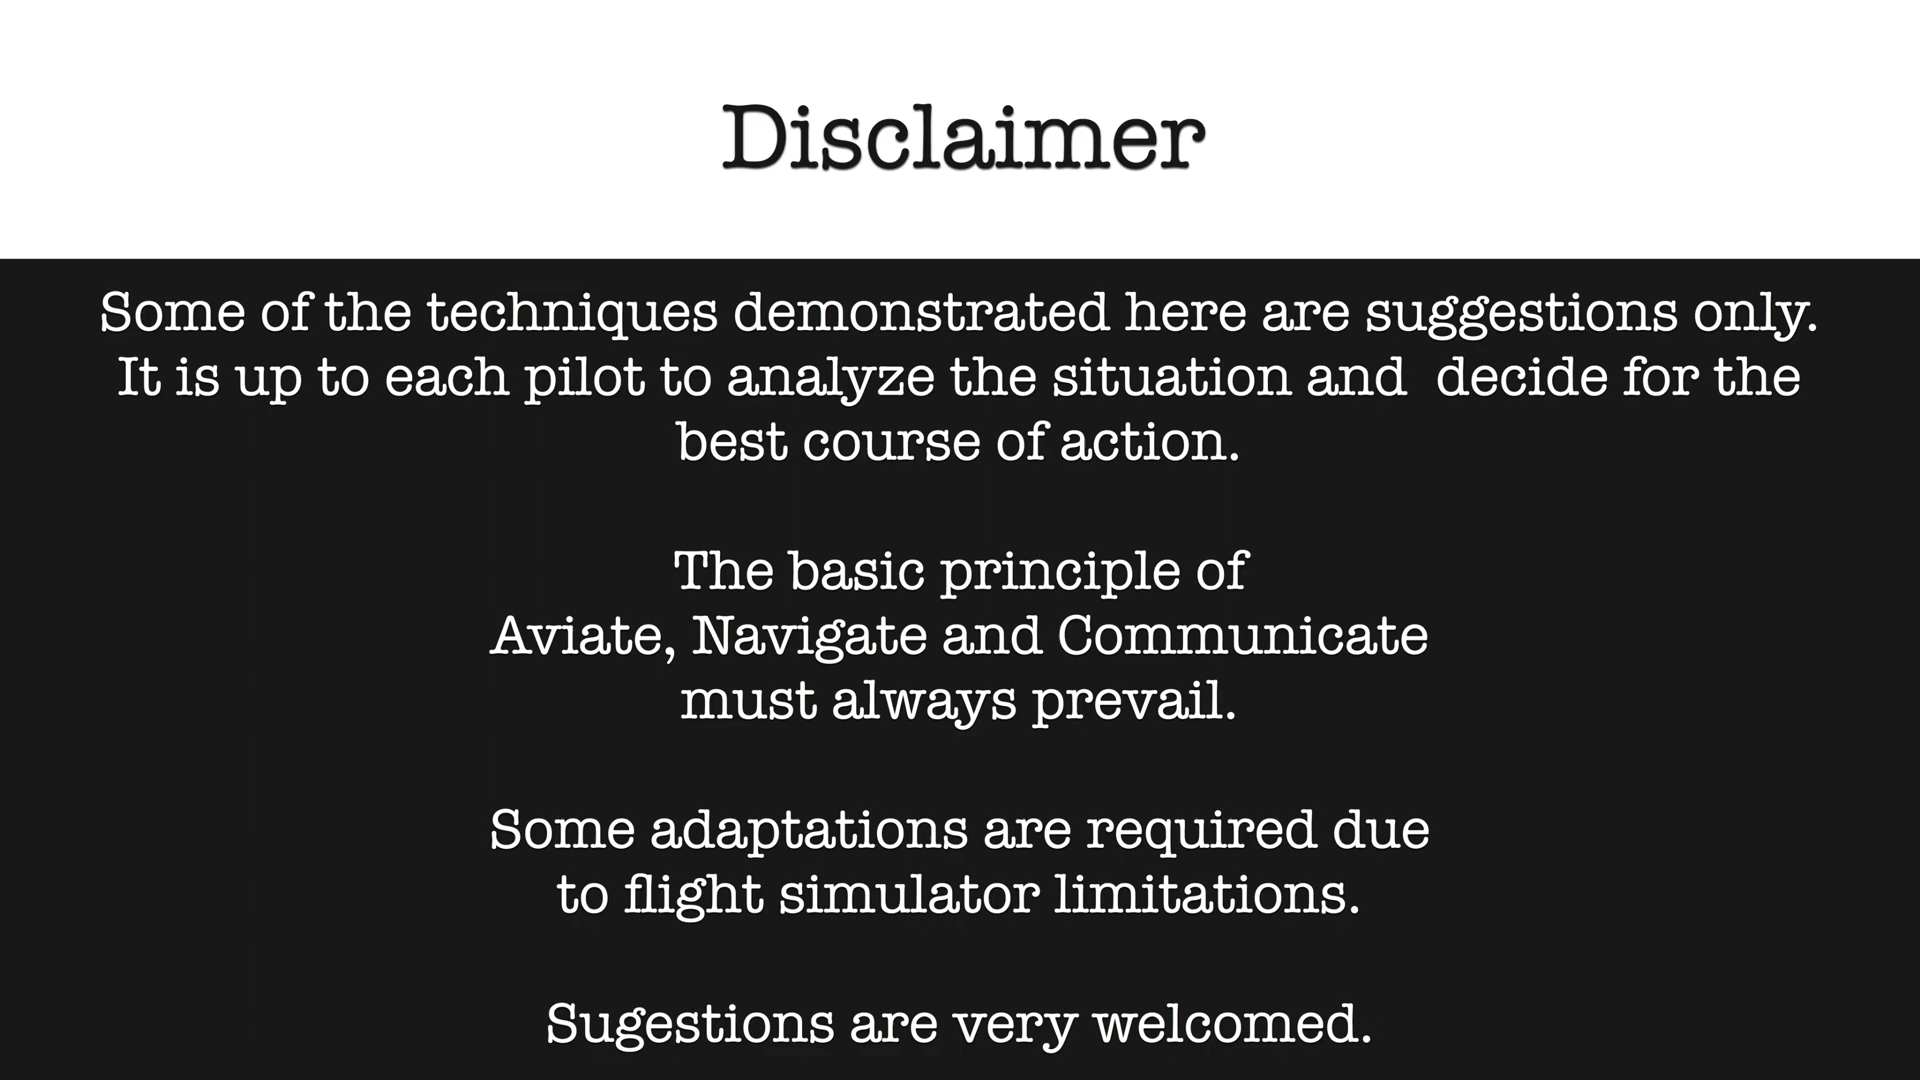 Disclaimer
Some of the techniques demonstrated here are suggestions only.
It is up to each pilot to analyze the situation and  decide for the
best course of action.
The basic principle of
Aviate, Navigate and Communicate
must always prevail.
Some adaptations are required due
to flight simulator limitations.
Sugestions are very welcomed.